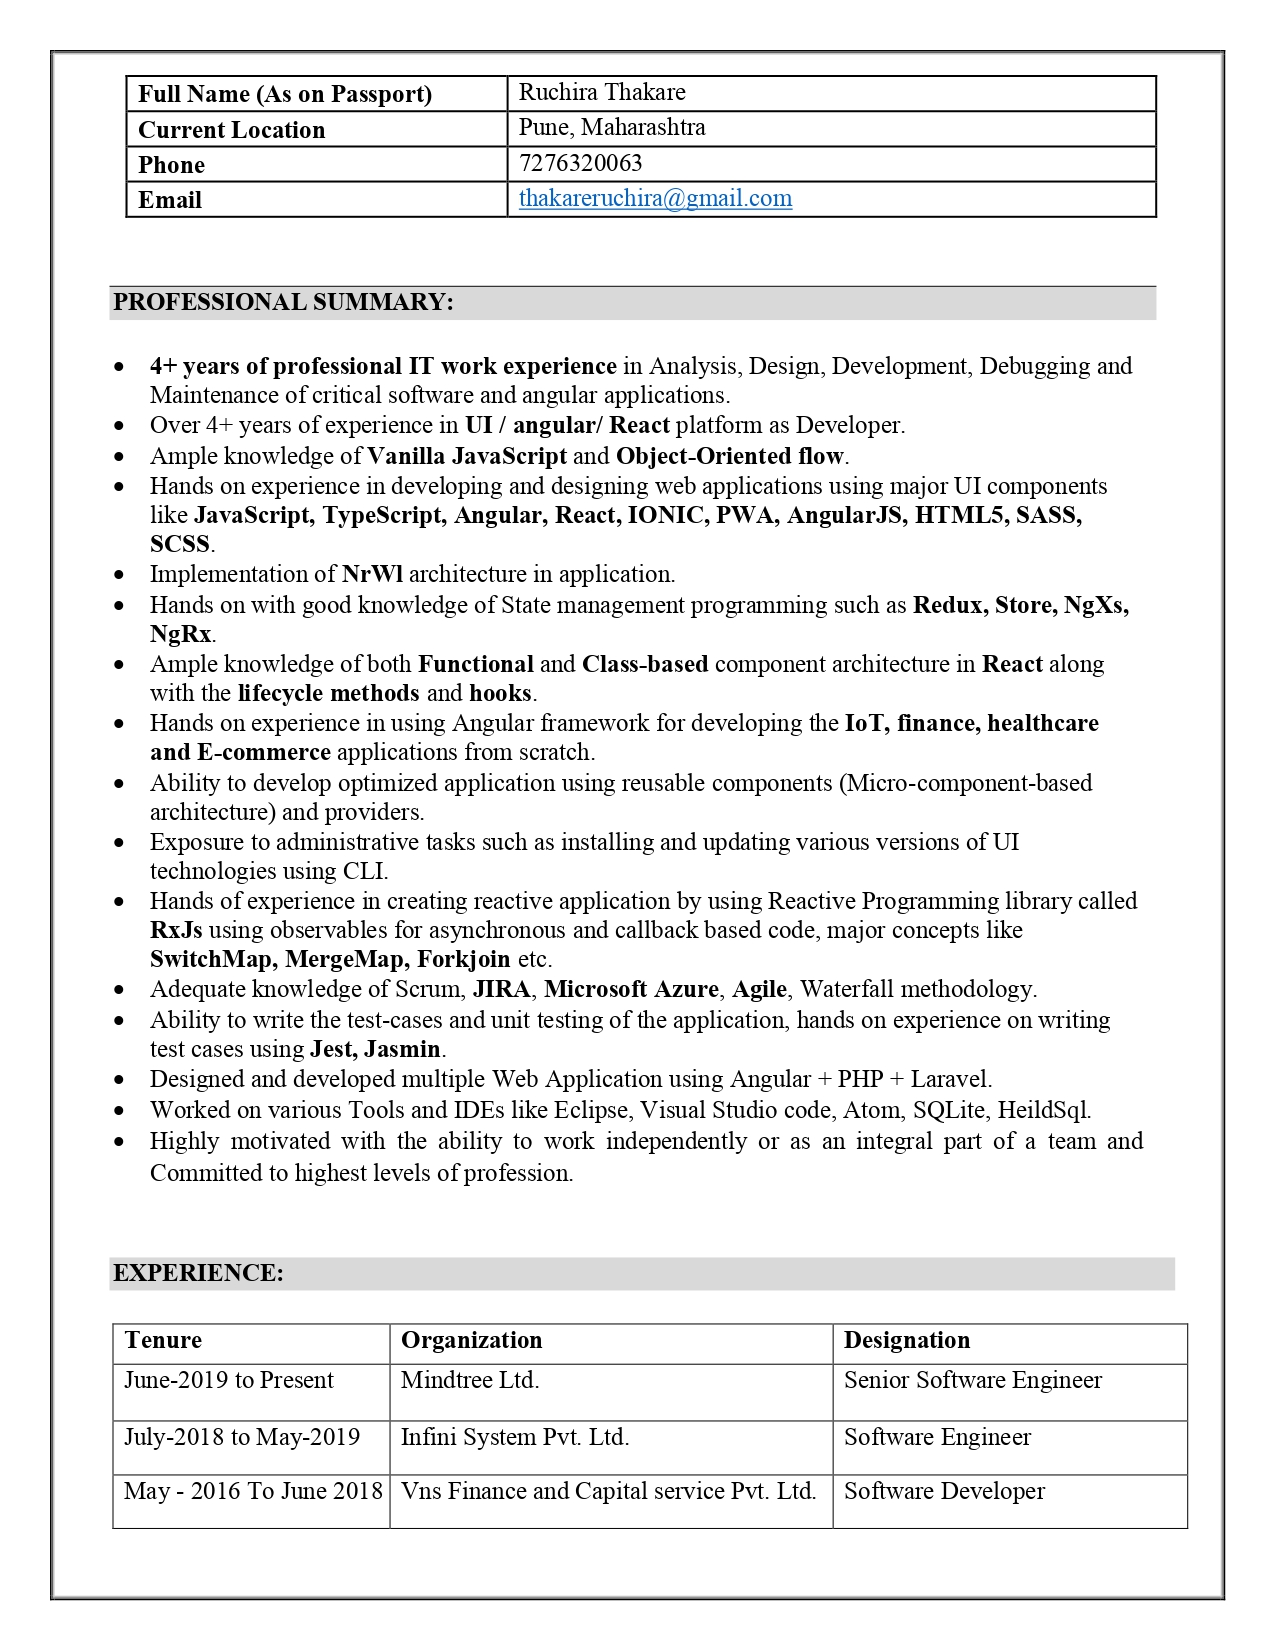 Full Name (As on Passport) Ruchira Thakare
Current Location Pune, Maharashtra
Phone 7276320063
Email thakareruchira@gmail.com
PROFESSIONAL SUMMARY:
• 4+ years of professional IT work experience in Analysis, Design, Development, Debugging and
Maintenance of critical software and angular applications.
• Over 4+ years of experience in UI / angular/ React platform as Developer.
• Ample knowledge of Vanilla JavaScript and Object-Oriented flow.
• Hands on experience in developing and designing web applications using major UI components
like JavaScript, TypeScript, Angular, React, IONIC, PWA, AngularJS, HTML5, SASS,
SCSS.
• Implementation of NrWl architecture in application.
• Hands on with good knowledge of State management programming such as Redux, Store, NgXs,
NgRx.
• Ample knowledge of both Functional and Class-based component architecture in React along
with the lifecycle methods and hooks.
• Hands on experience in using Angular framework for developing the IoT, finance, healthcare
and E-commerce applications from scratch.
• Ability to develop optimized application using reusable components (Micro-component-based
architecture) and providers.
• Exposure to administrative tasks such as installing and updating various versions of UI
technologies using CLI.
• Hands of experience in creating reactive application by using Reactive Programming library called
RxJs using observables for asynchronous and callback based code, major concepts like
SwitchMap, MergeMap, Forkjoin etc.
• Adequate knowledge of Scrum, JIRA, Microsoft Azure, Agile, Waterfall methodology.
• Ability to write the test-cases and unit testing of the application, hands on experience on writing
test cases using Jest, Jasmin.
• Designed and developed multiple Web Application using Angular + PHP + Laravel.
• Worked on various Tools and IDEs like Eclipse, Visual Studio code, Atom, SQLite, HeildSql.
• Highly motivated with the ability to work independently or as an integral part of a team and
Committed to highest levels of profession.
EXPERIENCE:
Tenure Organization Designation
June-2019 to Present Mindtree Ltd. Senior Software Engineer
July-2018 to May-2019 Infini System Pvt. Ltd. Software Engineer
May - 2016 To June 2018 Vns Finance and Capital service Pvt. Ltd. Software Developer